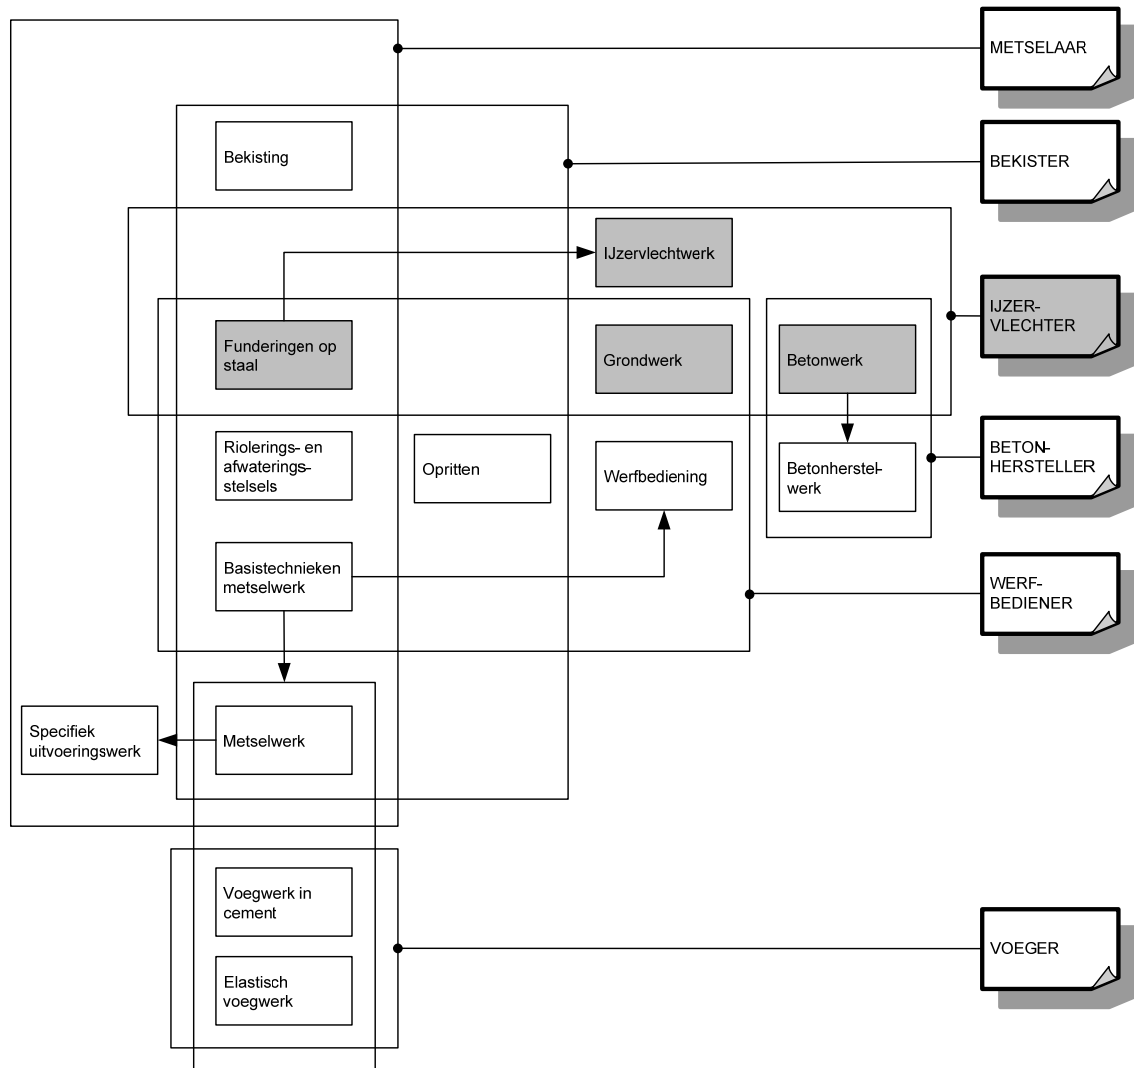 METSELAAR
Bekisting
BEKISTER
IJzervlechtwerk
IJZER-
VLECHTER
Funderingen op
staal
Grondwerk
Betonwerk
Riolerings- en
afwaterings-
stelsels
Opritten
Werfbediening
Betonherstel-
werk
BETON-
HERSTELLER
Basistechnieken
metselwerk
WERF-
BEDIENER
Specifiek
uitvoeringswerk
Metselwerk
Voegwerk in
cement
VOEGER
Elastisch
voegwerk